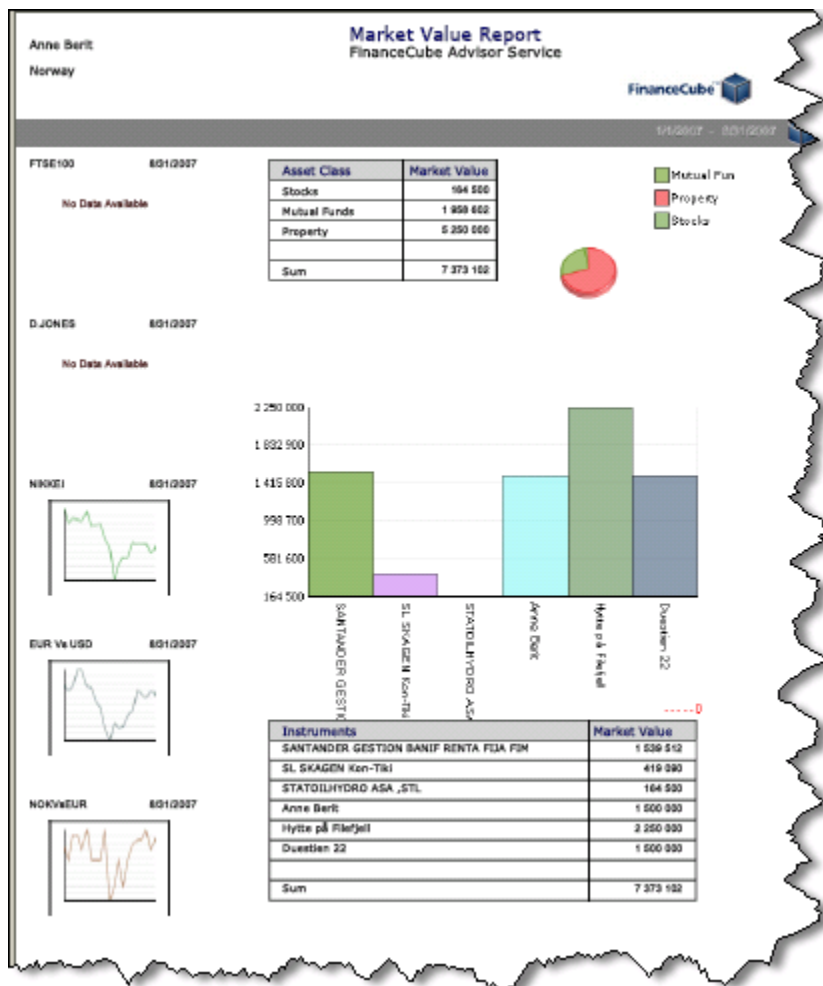 Anne Berit
Norway
Market Value Report
FinanceCube Advisor Service
FinanceCube
1/1/2007 - 8/31/2007
FTSE100 8/31/2007
No Data Available
D.JONES 8/31/2007
No Data Available
NIKKEI 8/31/2007
EUR Vs USD 8/31/2007
NOKVsEUR 8/31/2007
Asset Class Market Value
Stocks 164 500
Mutual Funds 1 958 602
Property 5 250 000
Sum 7 373 102
Mutual Fun
Property
Stocks
2 250 000
1 832 900
1 415 800
998 700
581 600
164 500
SANTANDER GESTIC
SL SKAGEN Kon-Tiki
STATOILHYDRO ASA
Anne Berit
Hytte på Filefjell
Duestien 22
-----0
Instruments Market Value
SANTANDER GESTION BANIF RENTA FIJA FIM 1 539 512
SL SKAGEN Kon-Tiki 419 090
STATOILHYDRO ASA ,STL 164 500
Anne Berit 1 500 000
Hytte på Filefjell 2 250 000
Duestien 22 1 500 000
Sum 7 373 102